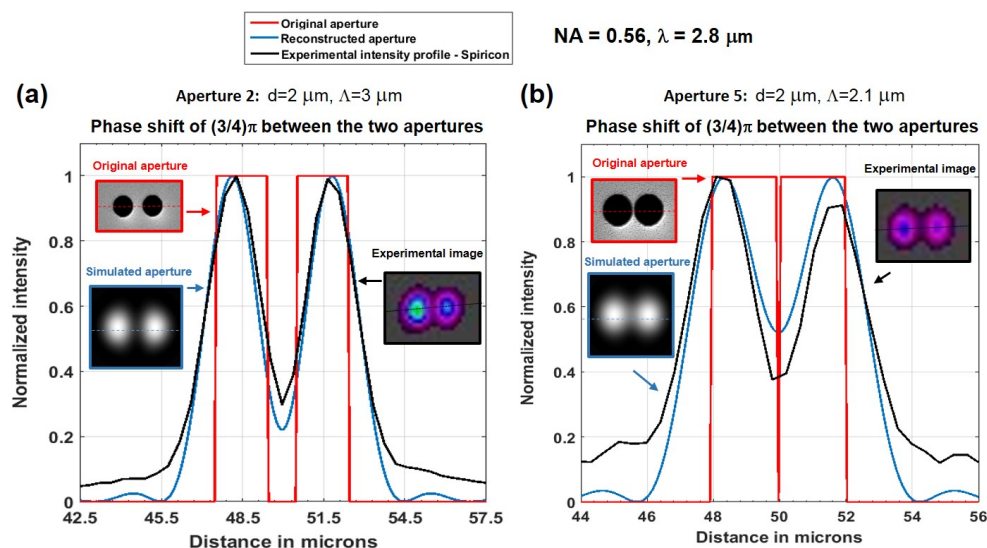 Original aperture
Reconstructed aperture
Experimental intensity profile - Spiricon
NA = 0.56, λ = 2.8 μm
(a)
Aperture 2: d=2 μm, Λ=3 μm
Phase shift of (3/4)π between the two apertures
Original aperture
Simulated aperture
Experimental image
Normalized intensity
1
0.8
0.6
0.4
0.2
0
42.5 45.5 48.5 51.5 54.5 57.5
Distance in microns
(b)
Aperture 5: d=2 μm, Λ=2.1 μm
Phase shift of (3/4)π between the two apertures
Original aperture
Experimental image
Simulated aperture
Normalized intensity
1
0.8
0.6
0.4
0.2
0
44 46 48 50 52 54 56
Distance in microns